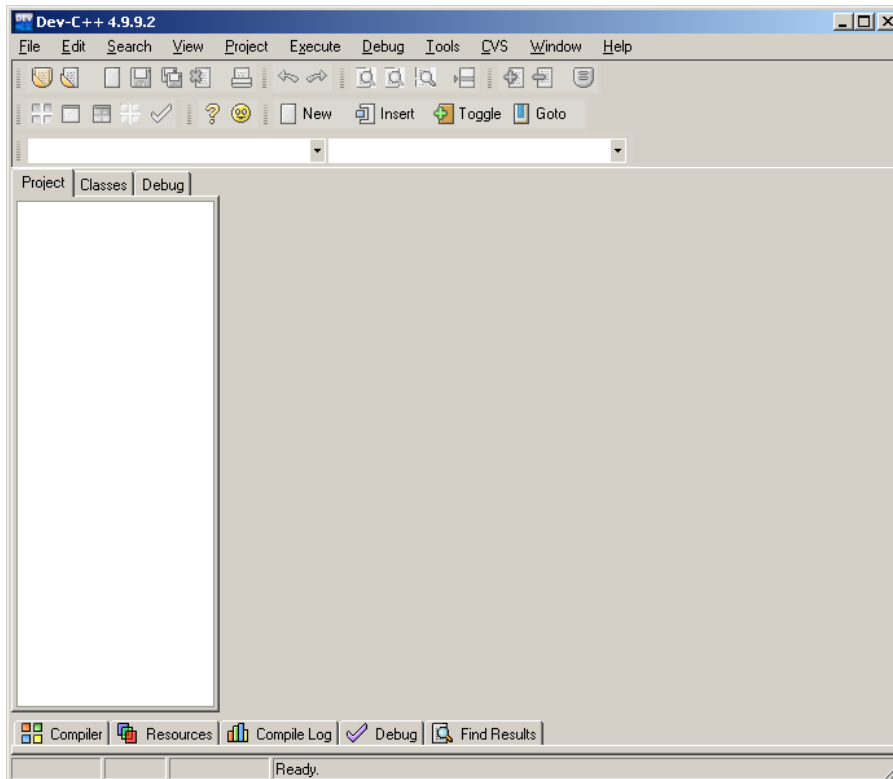 DEV Dev-C++ 4.9.9.2
File Edit Search View Project Execute Debug Tools CVS Window Help
New Insert Toggle Goto
Project Classes Debug
Compiler Resources Compile Log Debug Find Results
Ready.